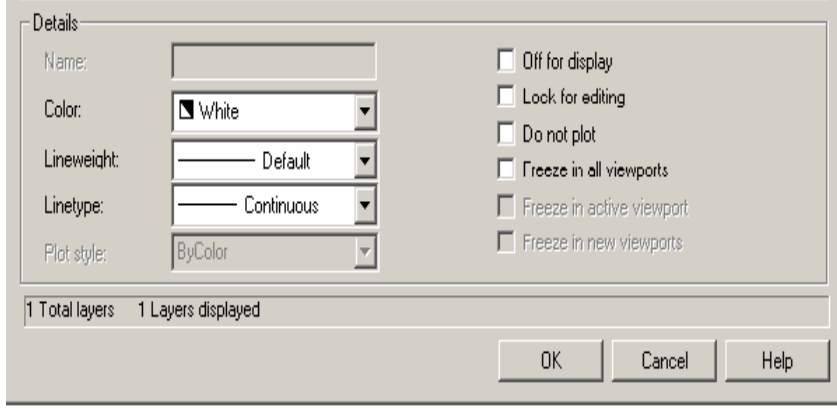 Details
Name:
Color: White
Lineweight: Default
Linetype: Continuous
Plot style: ByColor
Off for display
Lock for editing
Do not plot
Freeze in all viewports
Freeze in active viewport
Freeze in new viewports
1 Total layers 1 Layers displayed
OK Cancel Help